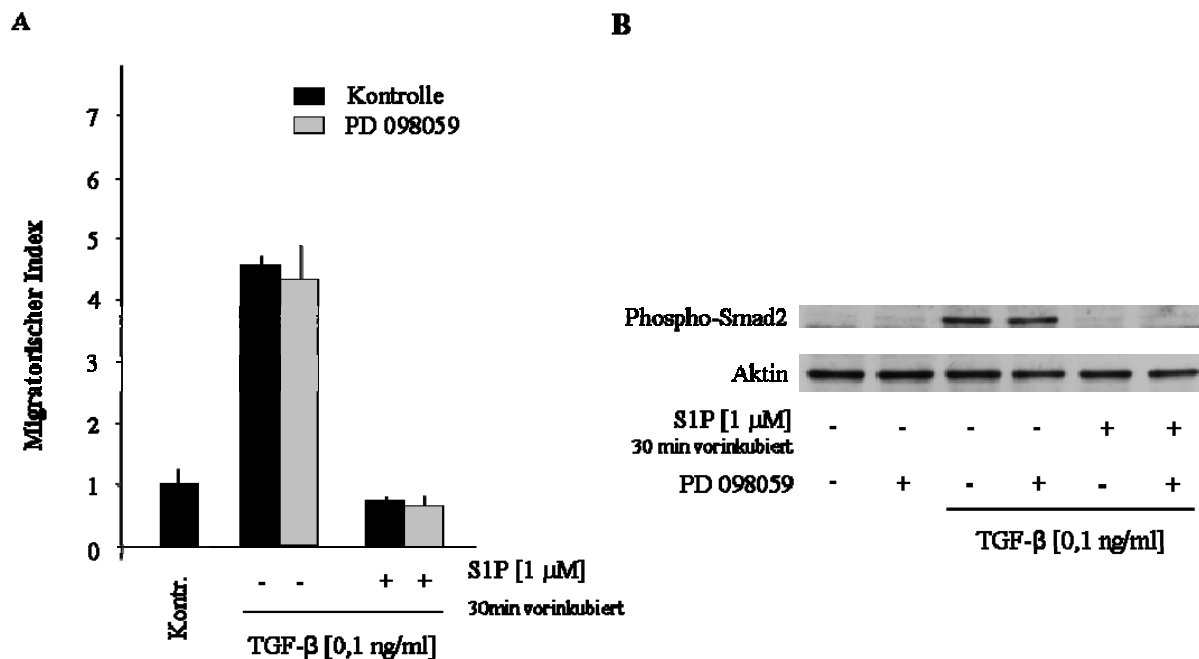 A
Kontrolle
PD 098059
Migratorischer Index
7
6
5
4
3
2
1
0
Kontr.
- - + +
S1P [1 µM]
30min vorinkubiert
TGF-β [0,1 ng/ml]
B
Phospho-Smad2
Aktin
S1P [1 µM] - - - - + +
30 min vorinkubiert
PD 098059 - + - + - +
TGF-β [0,1 ng/ml]